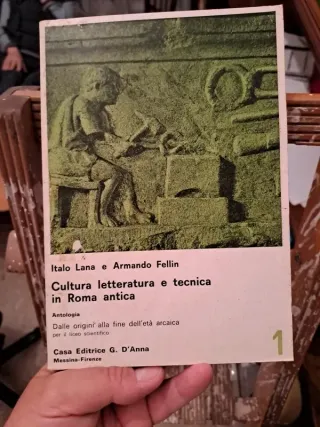 Italo Lana e Armando Fellin
Cultura letteratura e tecnica
in Roma antica
Antologia
Dalle origini alla fine dell'età arcaica
per il liceo scientifico
Casa Editrice G. D'Anna
Messina-Firenze
1